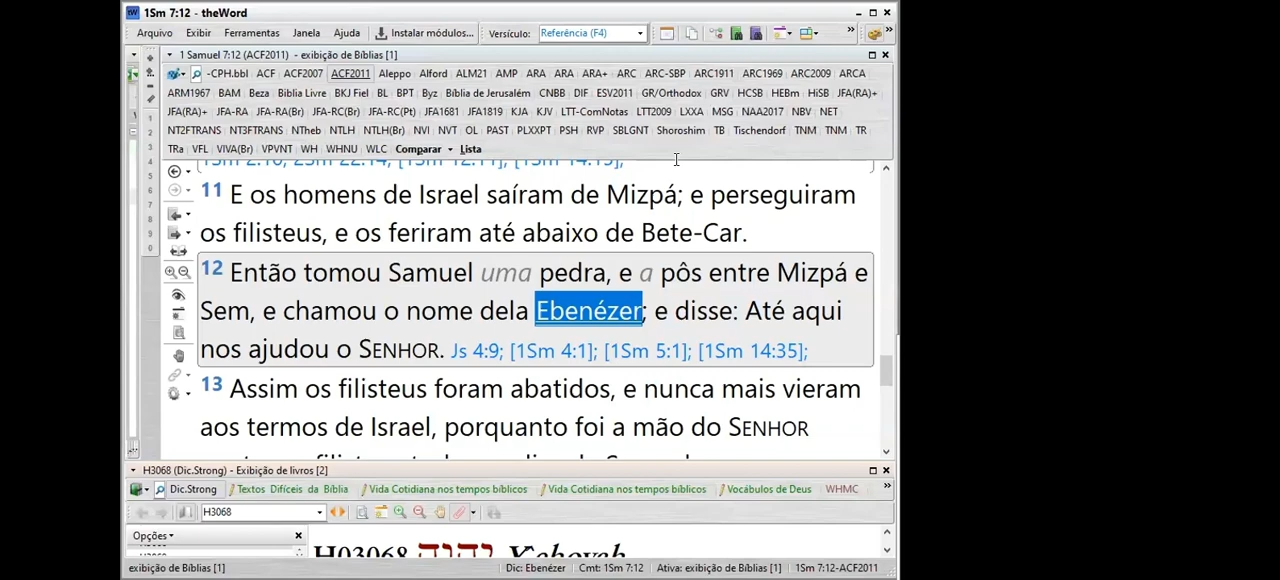 1Sm 7:12 - theWord
Arquivo Exibir Ferramentas Janela Ajuda Instalar módulos... Versículo: Referência (F4)
1 Samuel 7:12 (ACF2011) - exibição de Bíblias [1]
-CPH.bbl ACF ACF2007 ACF2011 Aleppo Alford ALM21 AMP ARA ARA ARA+ ARC ARC-SBP ARC1911 ARC1969 ARC2009 ARCA
ARM1967 BAM Beza Bíblia Livre BKJ Fiel BL BPT Byz Bíblia de Jerusalém CNBB DIF ESV2011 GR/Orthodox GRV HCSB HEBm HiSB JFA(RA)+
JFA(RA)+ JFA-RA JFA-RA(Br) JFA-RC(Br) JFA-RC(Pt) JFA1681 JFA1819 KJA KJV LTT-ComNotas LTT2009 LXXA MSG NAA2017 NBV NET
NT2FTRANS NT3FTRANS NTheb NTLH NTLH(Br) NVI NVT OL PAST PLXXPT PSH RVP SBLGNT Shoroshim TB Tischendorf TNM TNM TR
TRa VFL VIVA(Br) VPVNT WH WHNU WLC Comparar Lista
11 E os homens de Israel saíram de Mizpá; e perseguiram
os filisteus, e os feriram até abaixo de Bete-Car.
12 Então tomou Samuel uma pedra, e a pôs entre Mizpá e
Sem, e chamou o nome dela Ebenézer; e disse: Até aqui
nos ajudou o SENHOR. Js 4:9; [1Sm 4:1]; [1Sm 5:1]; [1Sm 14:35];
13 Assim os filisteus foram abatidos, e nunca mais vieram
aos termos de Israel, porquanto foi a mão do SENHOR
H3068 (Dic.Strong) - Exibição de livros [2]
Dic.Strong Textos Difíceis da Bíblia Vida Cotidiana nos tempos bíblicos Vida Cotidiana nos tempos bíblicos Vocábulos de Deus WHMC
H3068
Opções
H03068 יהוה Yehovah
exibição de Bíblias [1] Dic: Ebenézer Cmt: 1Sm 7:12 Ativa: exibição de Bíblias [1] 1Sm 7:12-ACF2011